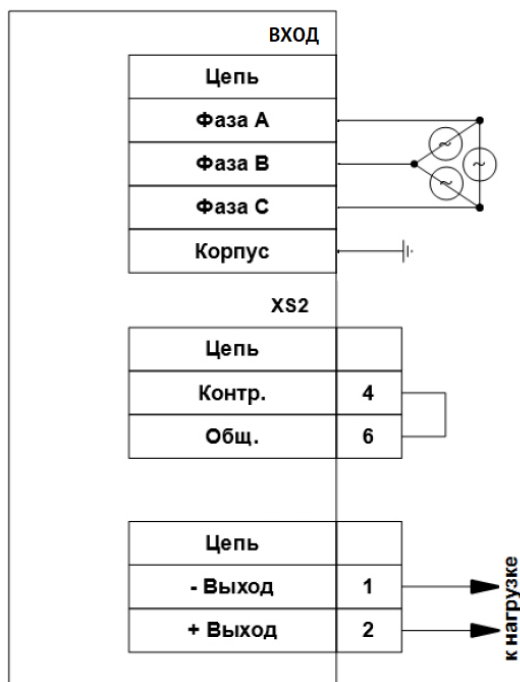 ВХОД
Цепь
Фаза А
Фаза В
Фаза С
Корпус
XS2
Цепь
Контр. 4
Общ. 6
Цепь
- Выход 1
+ Выход 2
к нагрузке